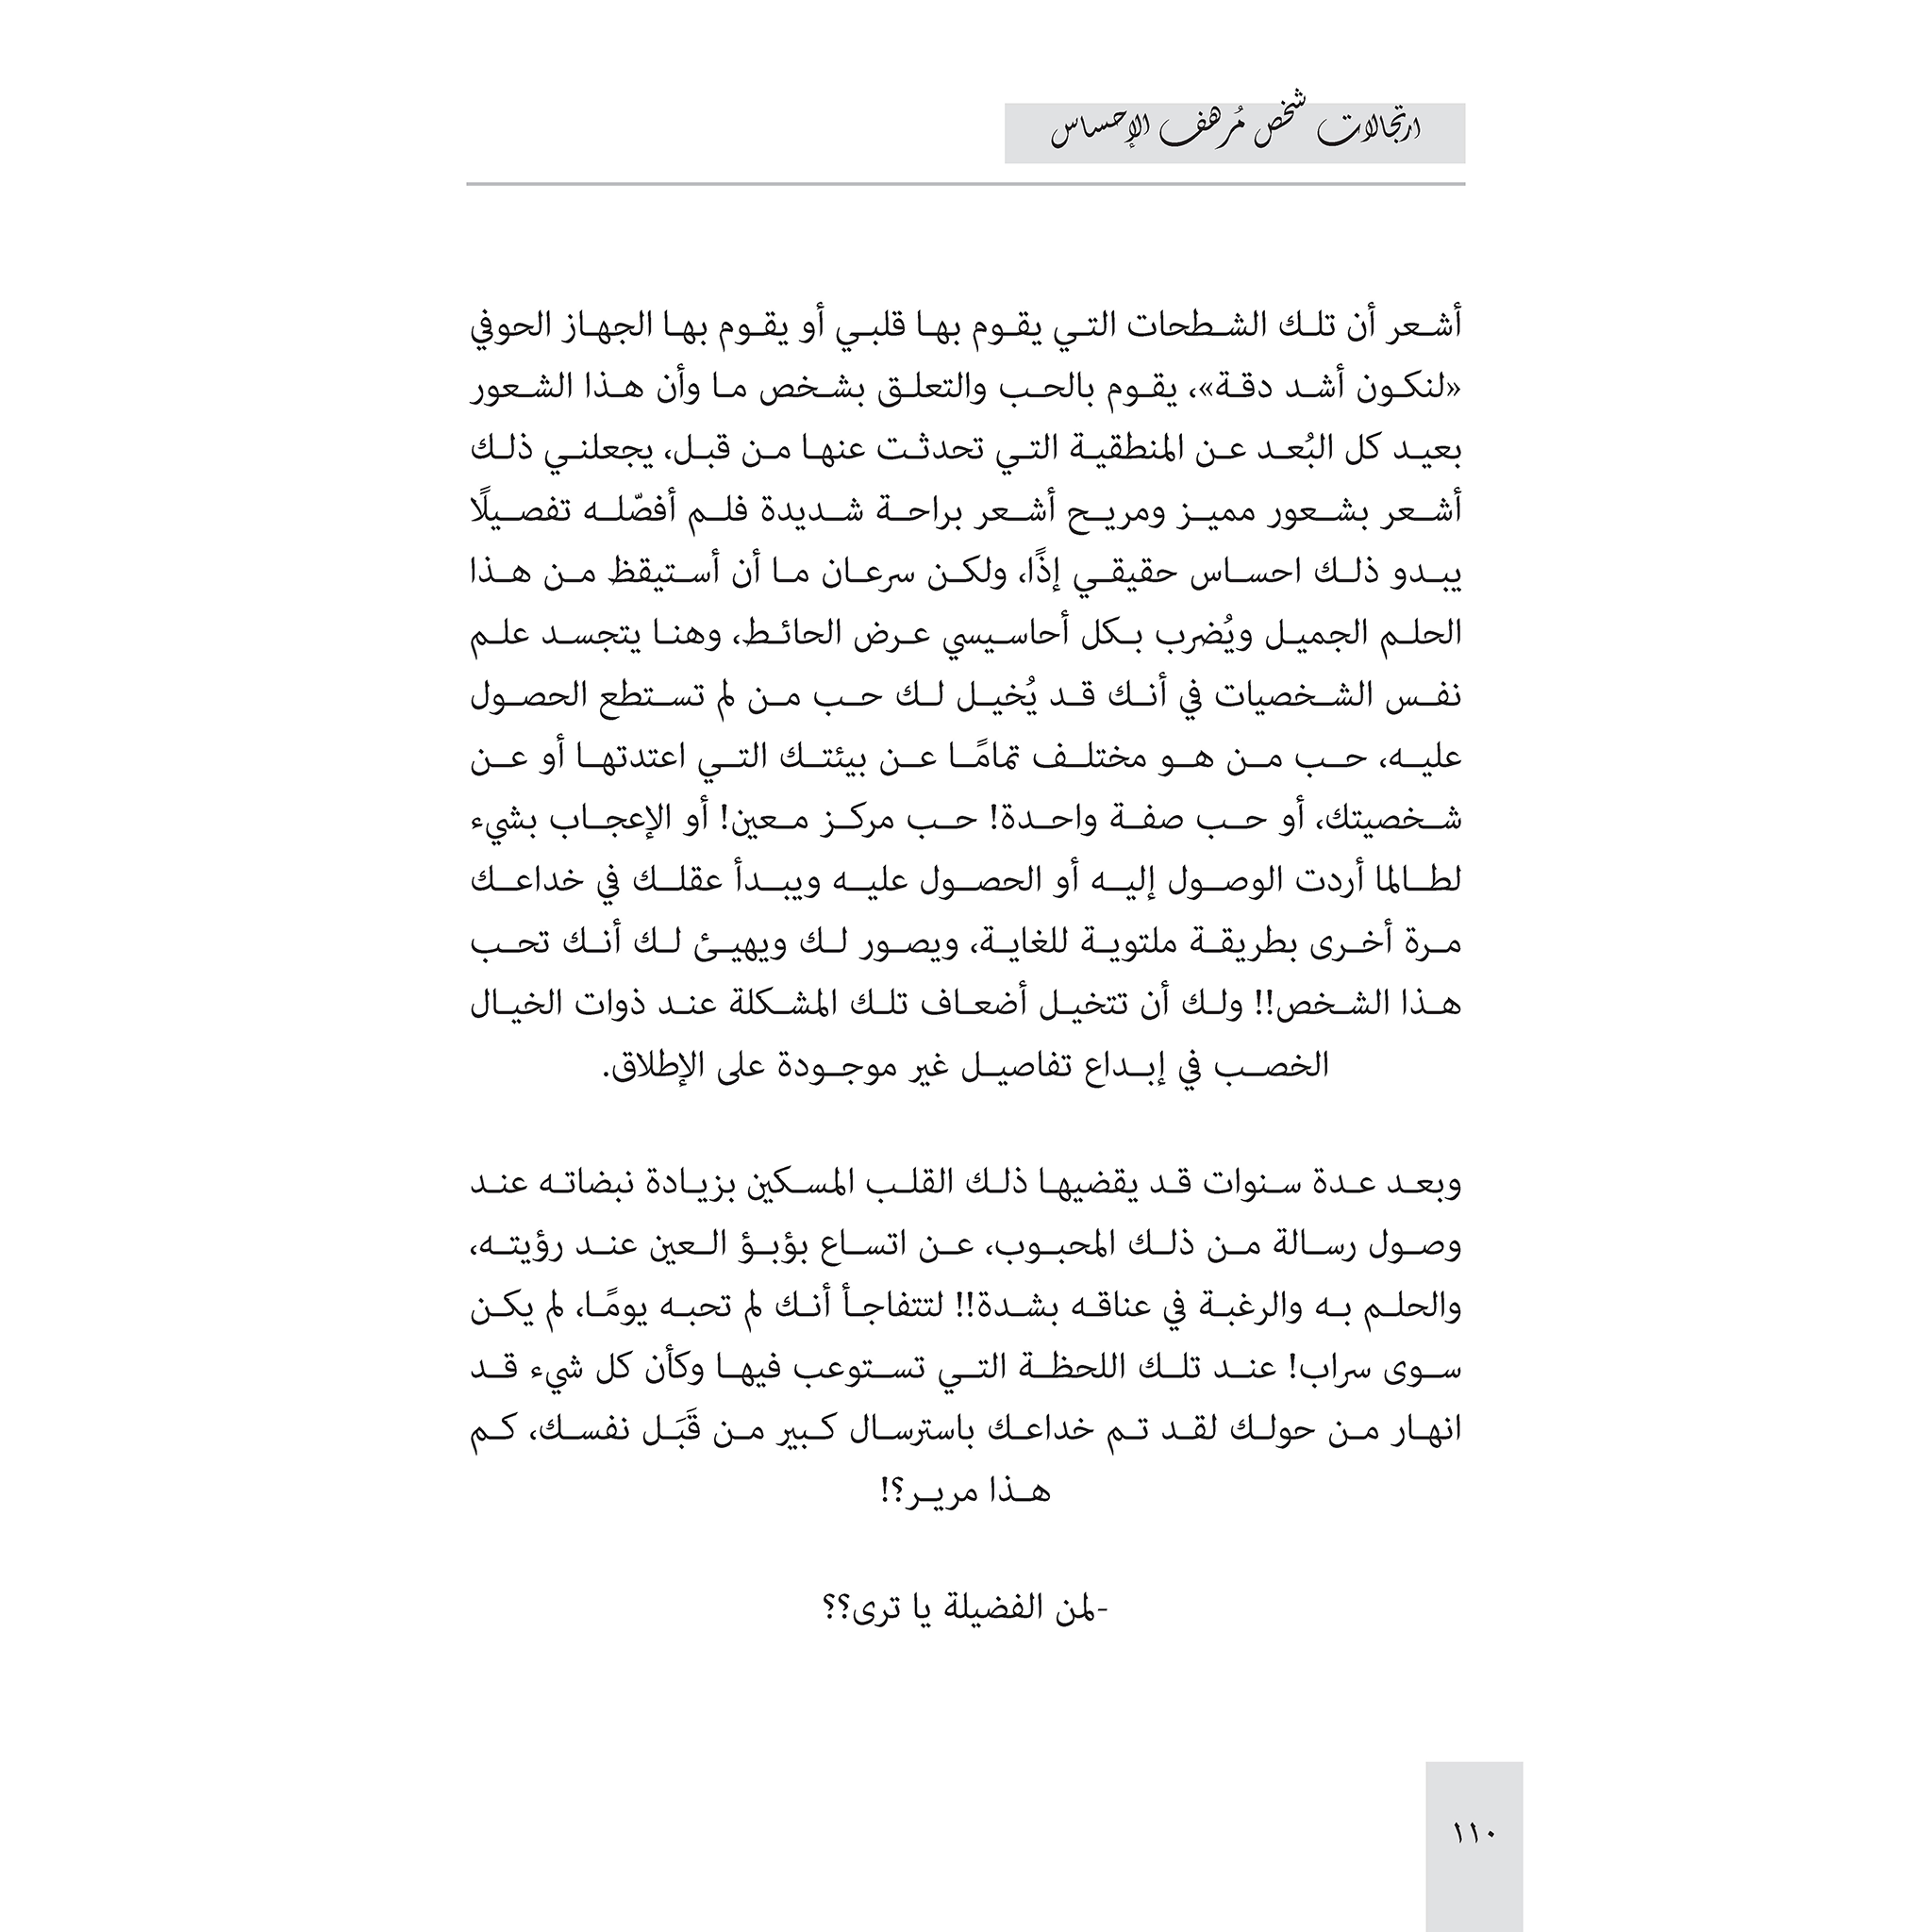 ارتجالات شخص مُرهف الإحساس
أشعر أن تلك الشطحات التي يقوم بها قلبي أو يقوم بها الجهاز الحوفي
«لنكون أشد دقة»، يقوم بالحب والتعلق بشخص ما وأن هذا الشعور
بعيد كل البُعد عن المنطقية التي تحدثت عنها من قبل، يجعلني ذلك
أشعر بشعور مميز ومريح أشعر براحة شديدة فلم أفصّله تفصيلًا
يبدو ذلك احساس حقيقي إذًا، ولكن سرعان ما أن أستيقظ من هذا
الحلم الجميل ويُضرب بكل أحاسيسي عرض الحائط، وهنا يتجسد علم
نفس الشخصيات في أنك قد يُخيل لك حب من لم تستطع الحصول
عليه، حب من هو مختلف تمامًا عن بيئتك التي اعتدتها أو عن
شخصيتك، أو حب صفة واحدة! حب مركز معين! أو الإعجاب بشيء
لطالما أردت الوصول إليه أو الحصول عليه ويبدأ عقلك في خداعك
مرة أخرى بطريقة ملتوية للغاية، ويصور لك ويهيئ لك أنك تحب
هذا الشخص!! ولك أن تتخيل أضعاف تلك المشكلة عند ذوات الخيال
الخصب في إبداع تفاصيل غير موجودة على الإطلاق.
وبعد عدة سنوات قد يقضيها ذلك القلب المسكين بزيادة نبضاته عند
وصول رسالة من ذلك المحبوب، عن اتساع بؤبؤ العين عند رؤيته،
والحلم به والرغبة في عناقه بشدة!! لتتفاجأ أنك لم تحبه يومًا، لم يكن
سوى سراب! عند تلك اللحظة التي تستوعب فيها وكأن كل شيء قد
انهار من حولك لقد تم خداعك باسترسال كبير من قَبَل نفسك، كم
هذا مرير؟!
-لمن الفضيلة يا ترى؟؟
١١٠